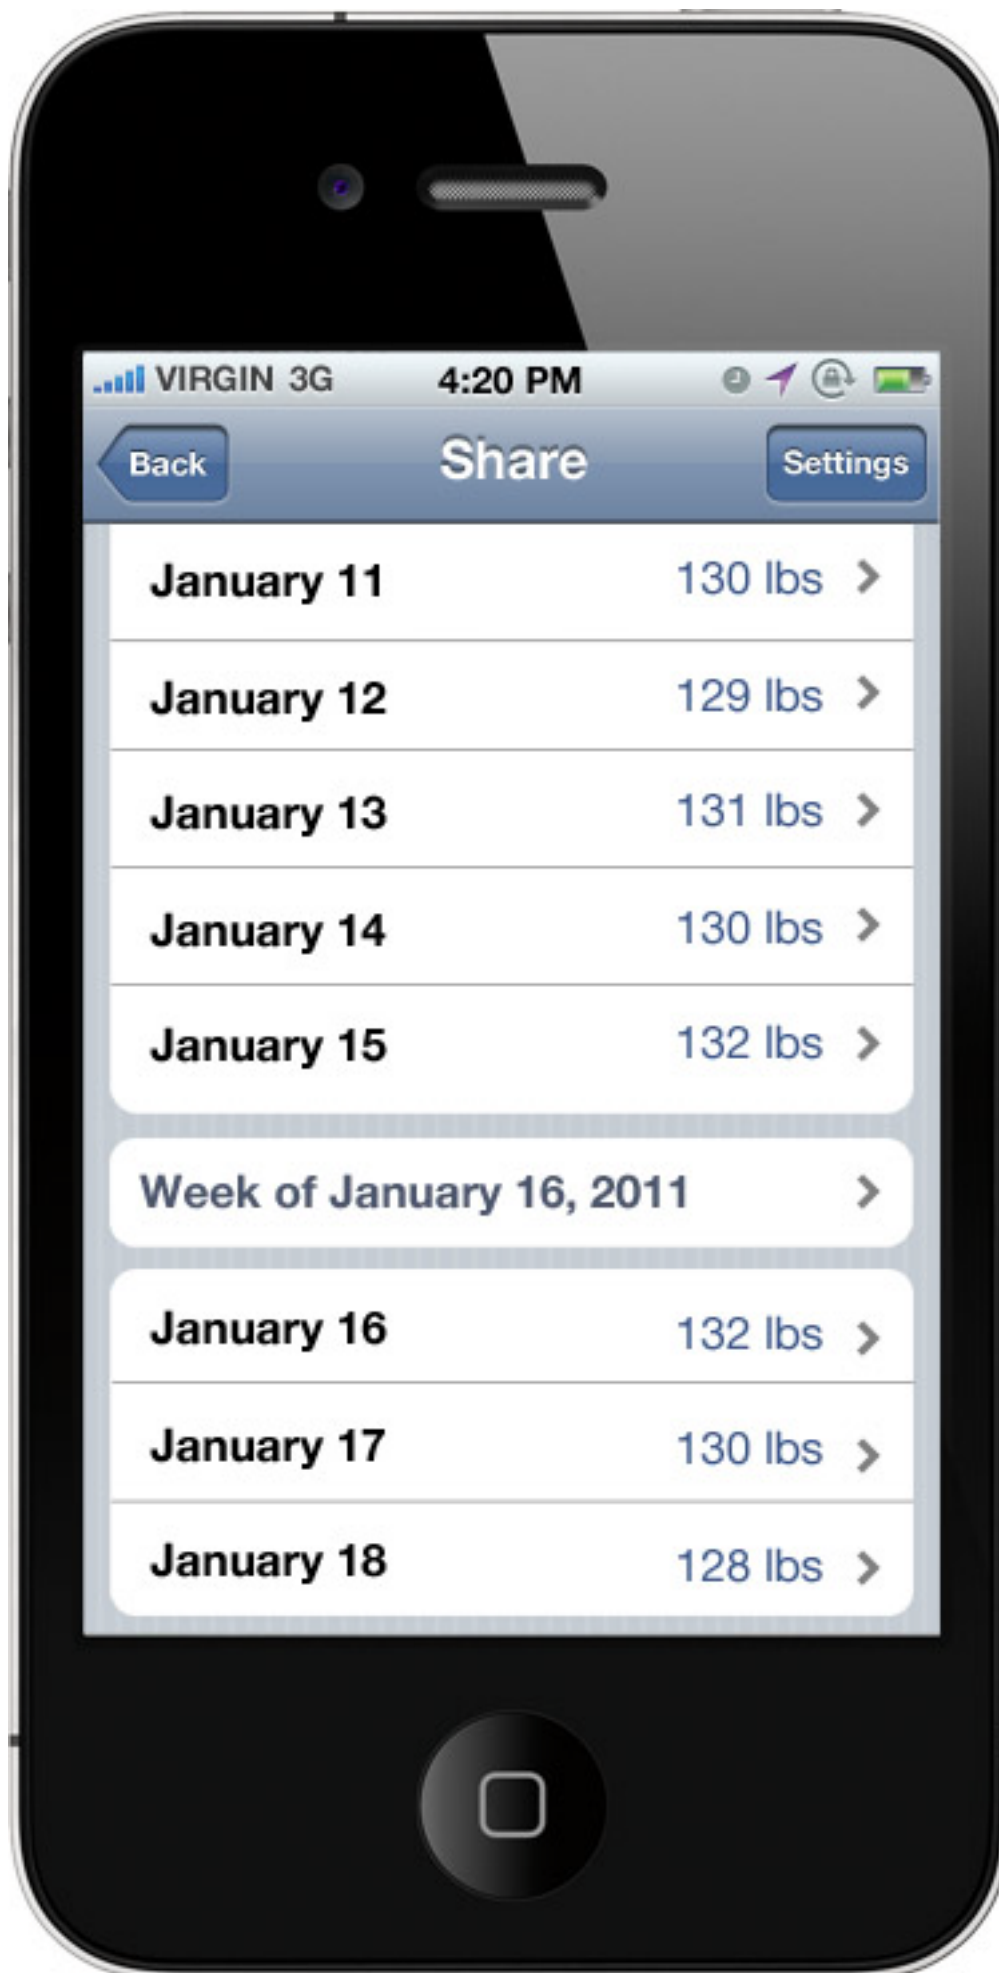 VIRGIN 3G 4:20 PM
Back Share Settings
January 11 130 lbs
January 12 129 lbs
January 13 131 lbs
January 14 130 lbs
January 15 132 lbs
Week of January 16, 2011
January 16 132 lbs
January 17 130 lbs
January 18 128 lbs